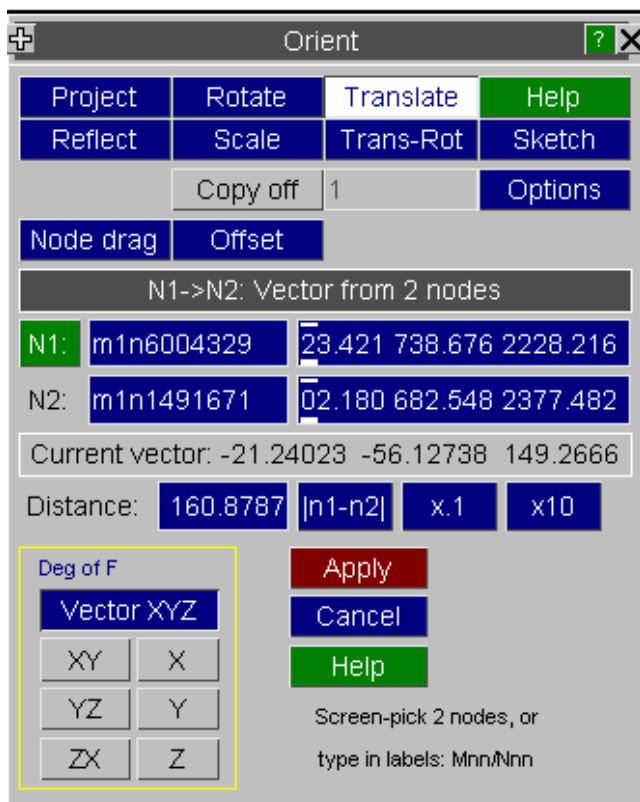 Orient ?
Project Rotate Translate Help
Reflect Scale Trans-Rot Sketch
Copy off 1 Options
Node drag Offset
N1->N2: Vector from 2 nodes
N1: m1n6004329 23.421 738.676 2228.216
N2: m1n1491671 02.180 682.548 2377.482
Current vector: -21.24023 -56.12738 149.2666
Distance: 160.8787 |n1-n2| x.1 x10
Deg of F
Vector XYZ
XY X
YZ Y
ZX Z
Apply
Cancel
Help
Screen-pick 2 nodes, or
type in labels: Mnn/Nnn